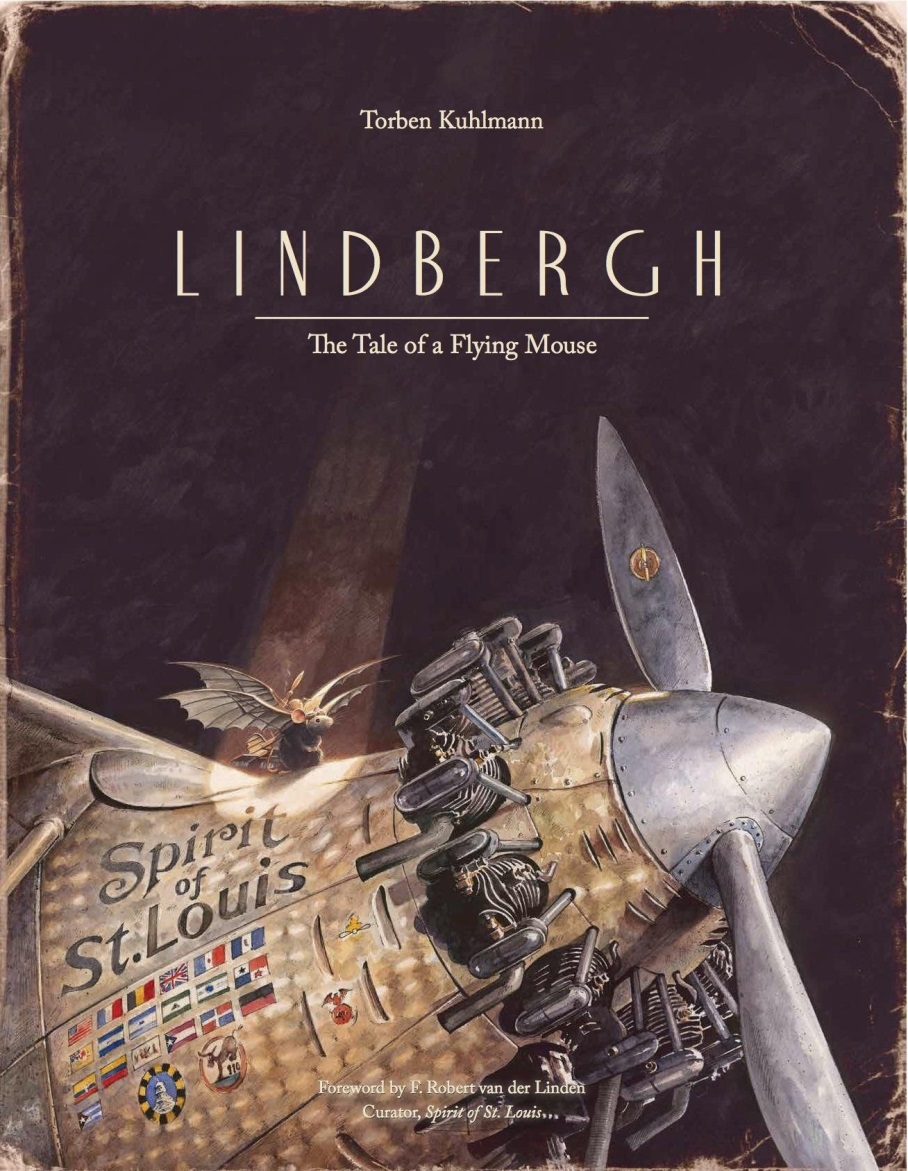 Torben Kuhlmann
LINDBERGH
The Tale of a Flying Mouse
Spirit
of
St. Louis
110
Foreword by F. Robert van der Linden
Curator, Spirit of St. Louis